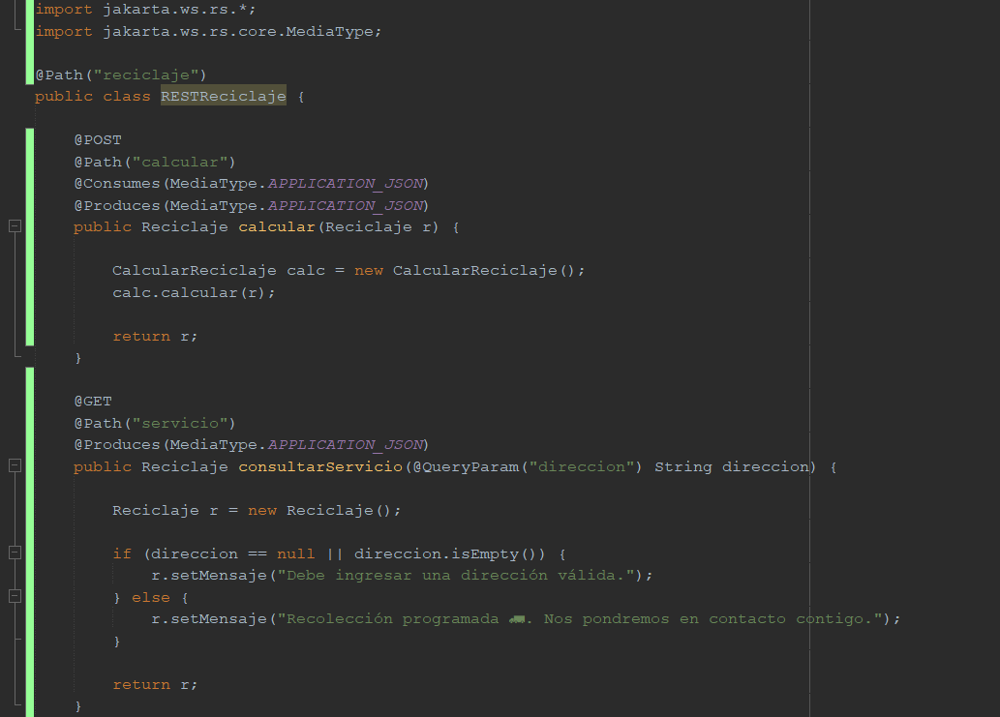 import jakarta.ws.rs.*;
import jakarta.ws.rs.core.MediaType;
@Path("reciclaje")
public class RESTReciclaje {
@POST
@Path("calcular")
@Consumes(MediaType.APPLICATION_JSON)
@Produces(MediaType.APPLICATION_JSON)
public Reciclaje calcular(Reciclaje r) {
CalcularReciclaje calc = new CalcularReciclaje();
calc.calcular(r);
return r;
}
@GET
@Path("servicio")
@Produces(MediaType.APPLICATION_JSON)
public Reciclaje consultarServicio(@QueryParam("direccion") String direccion) {
Reciclaje r = new Reciclaje();
if (direccion == null || direccion.isEmpty()) {
r.setMensaje("Debe ingresar una dirección válida.");
} else {
r.setMensaje("Recolección programada 🚛. Nos pondremos en contacto contigo.");
}
return r;
}